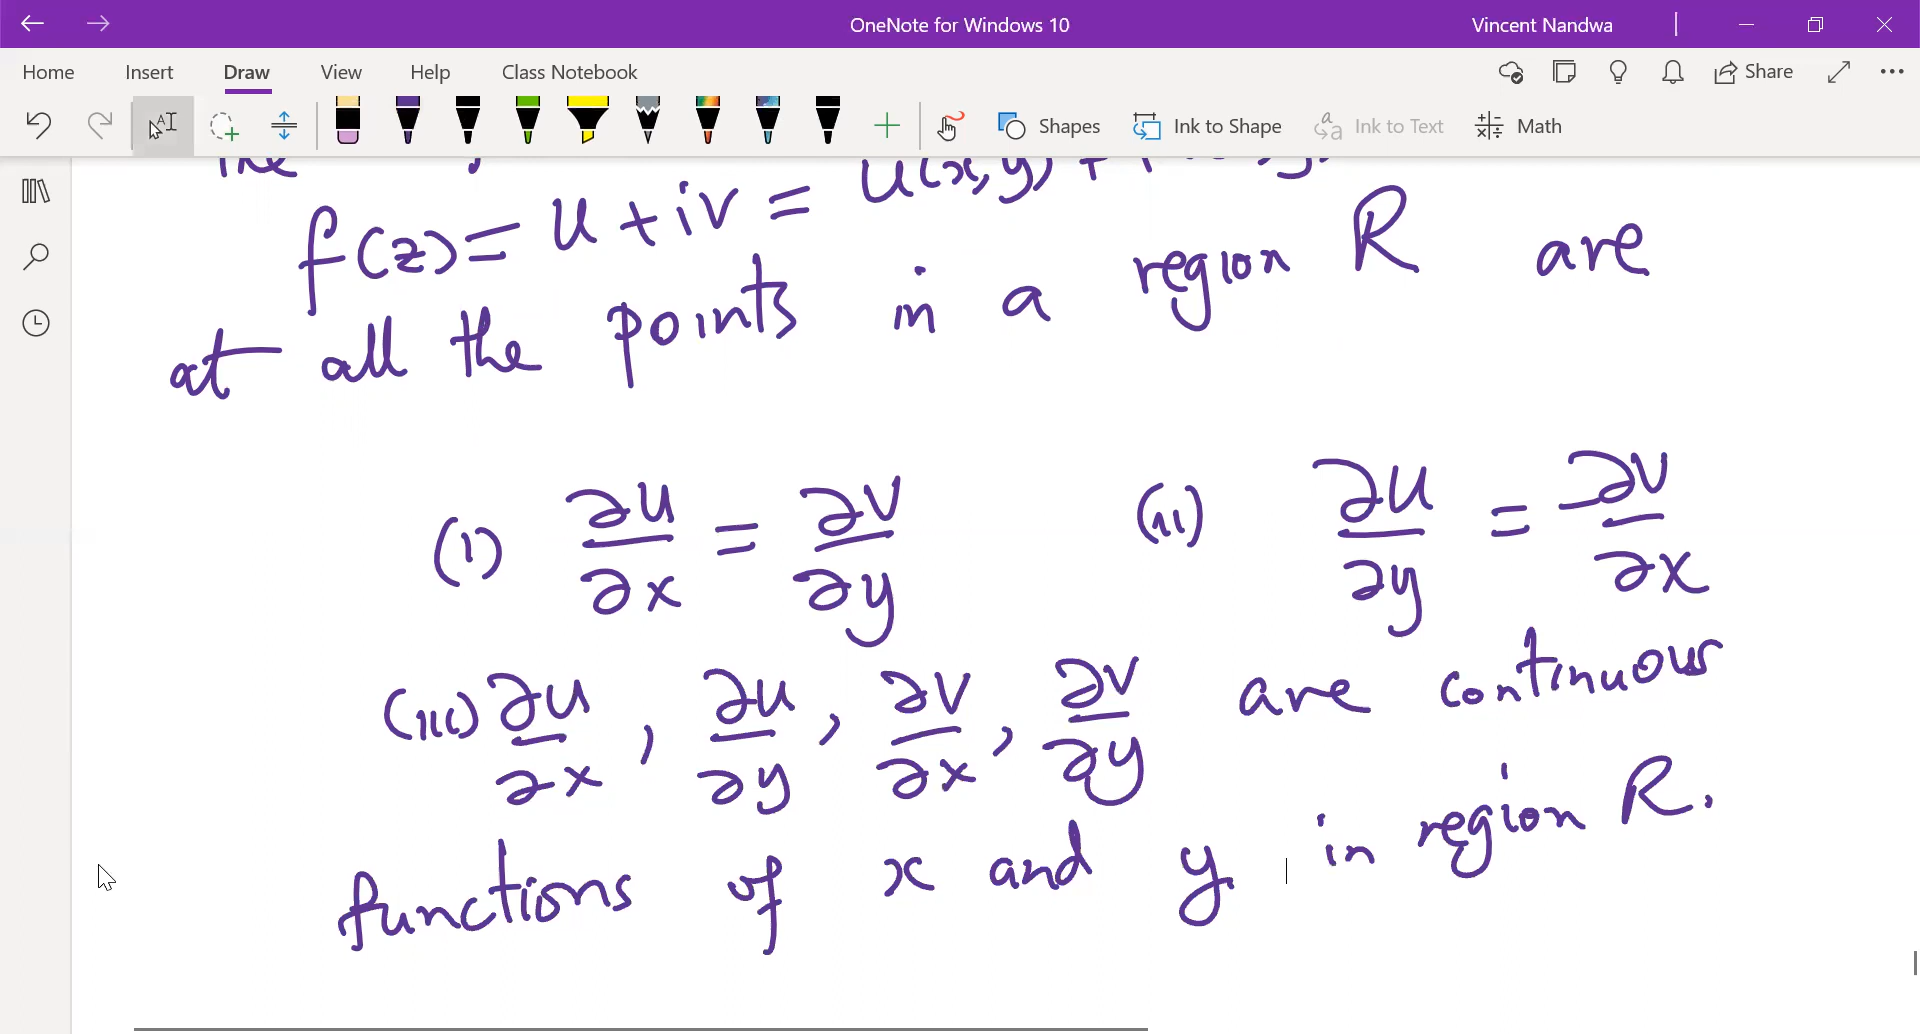 OneNote for Windows 10
Vincent Nandwa
Home Insert Draw View Help Class Notebook
Share
Shapes Ink to Shape Ink to Text Math
the
u(x,y) +
f(z) = u + iv =
at all the points in a region R are
(i) ∂u/∂x = ∂v/∂y (ii) ∂u/∂y = -∂v/∂x
(iii) ∂u/∂x , ∂u/∂y , ∂v/∂x , ∂v/∂y are continuous
functions of x and y in region R.